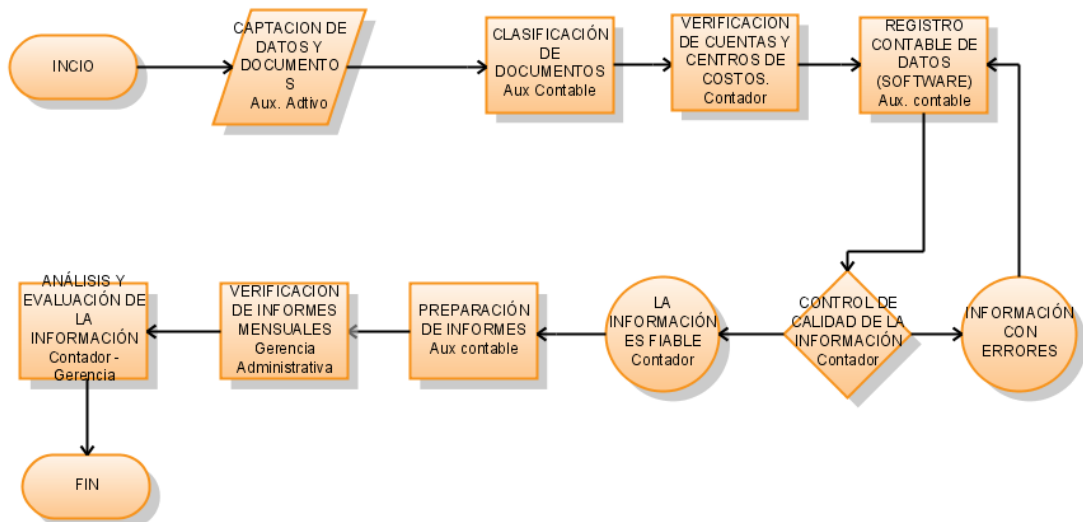 INCIO
CAPTACION DE
DATOS Y
DOCUMENTO
S
Aux. Adtivo
CLASIFICACIÓN
DE
DOCUMENTOS
Aux Contable
VERIFICACION
DE CUENTAS Y
CENTROS DE
COSTOS.
Contador
REGISTRO
CONTABLE DE
DATOS
(SOFTWARE)
Aux. contable
CONTROL DE
CALIDAD DE LA
INFORMACIÓN
Contador
INFORMACIÓN
CON
ERRORES
LA
INFORMACIÓN
ES FIABLE
Contador
PREPARACIÓN
DE INFORMES
Aux contable
VERIFICACION
DE INFORMES
MENSUALES
Gerencia
Administrativa
ANÁLISIS Y
EVALUACIÓN DE
LA
INFORMACIÓN
Contador -
Gerencia
FIN